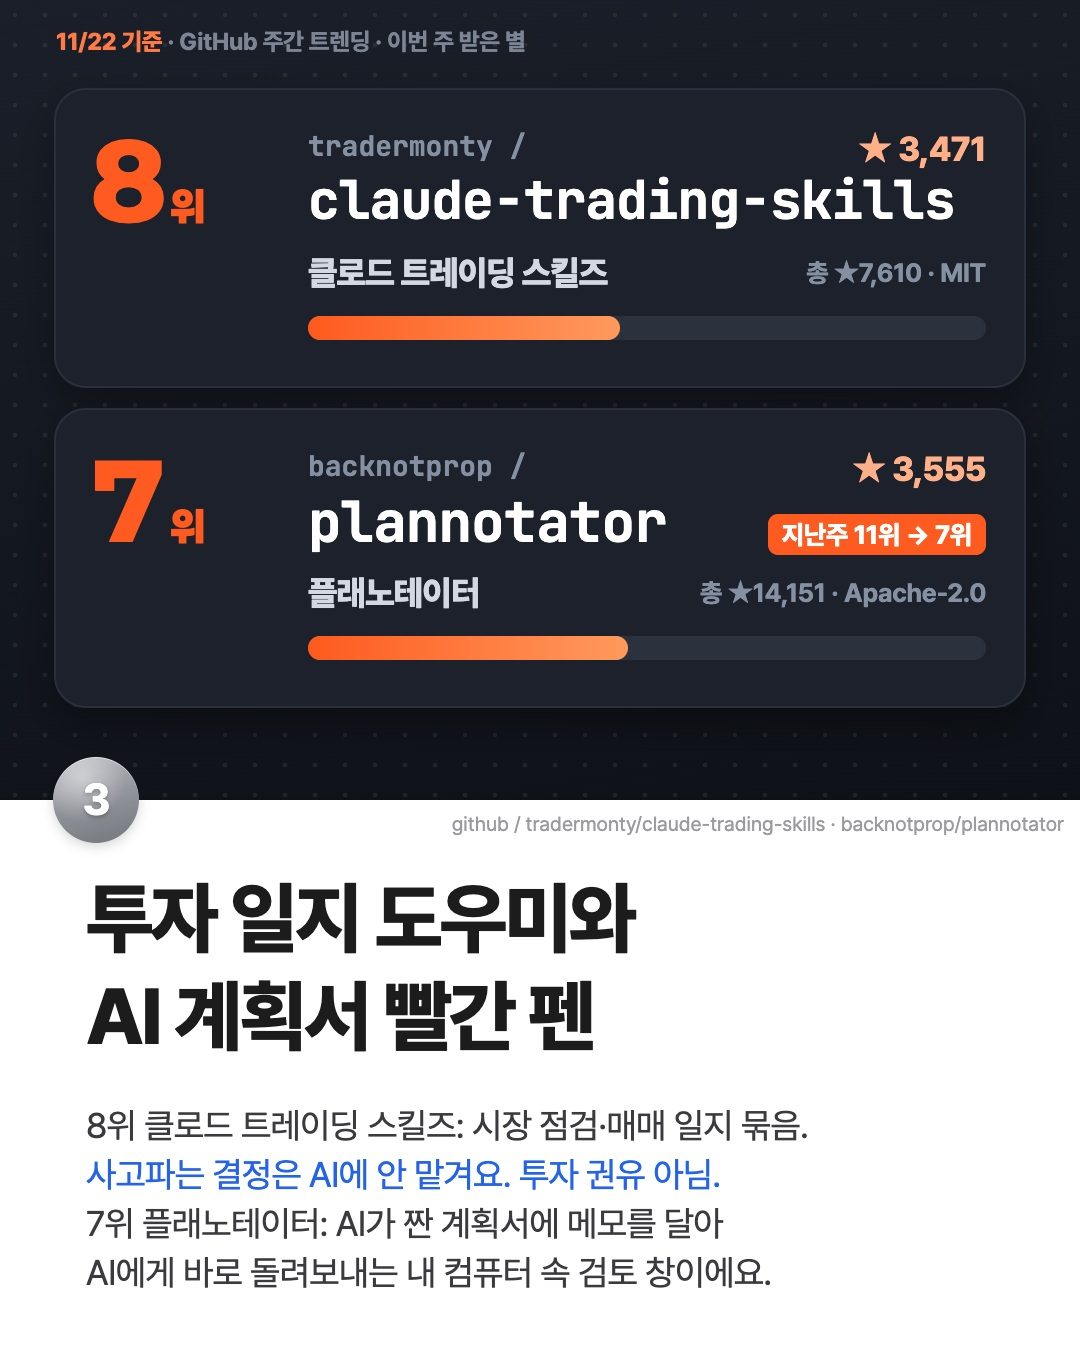 11/22 기준 · GitHub 주간 트렌딩 · 이번 주 받은 별
8위
tradermonty /
★ 3,471
claude-trading-skills
클로드 트레이딩 스킬즈
총 ★7,610 · MIT
7위
backnotprop /
★ 3,555
plannotator
지난주 11위 → 7위
플래노테이터
총 ★14,151 · Apache-2.0
3
github / tradermonty/claude-trading-skills · backnotprop/plannotator
투자 일지 도우미와
AI 계획서 빨간 펜
8위 클로드 트레이딩 스킬즈: 시장 점검·매매 일지 묶음.
사고파는 결정은 AI에 안 맡겨요. 투자 권유 아님.
7위 플래노테이터: AI가 짠 계획서에 메모를 달아
AI에게 바로 돌려보내는 내 컴퓨터 속 검토 창이에요.